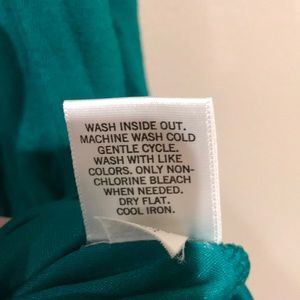 WASH INSIDE OUT.
MACHINE WASH COLD
GENTLE CYCLE.
WASH WITH LIKE
COLORS. ONLY NON-
CHLORINE BLEACH
WHEN NEEDED.
DRY FLAT.
COOL IRON.